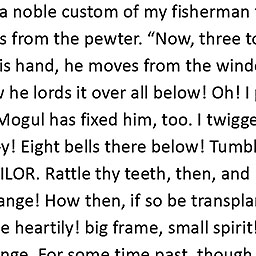 a noble custom of my fisherman
s from the pewter. “Now, three to
is hand, he moves from the wind
he lords it over all below! Oh! I
Mogul has fixed him, too. I twigge
y! Eight bells there below! Tumb
ILOR. Rattle thy teeth, then, and
ange! How then, if so be transplan
e heartily! big frame, small spirit!
nge. For some time past, though